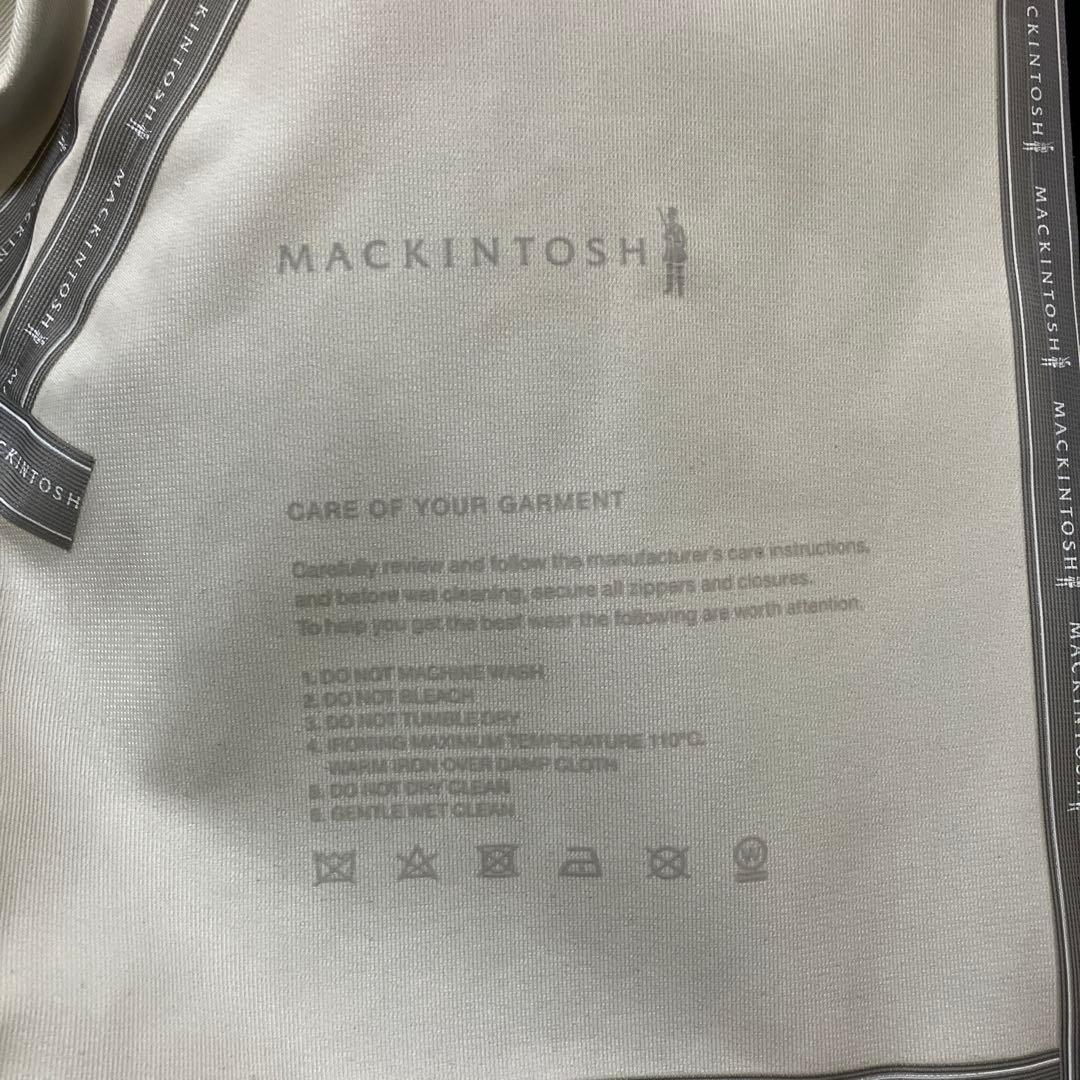 MACKINTOSH
CARE OF YOUR GARMENT
Carefully review and follow the manufacturer's care instructions,
and before wet cleaning, secure all zippers and closures.
To help you get the best wear the following are worth attention.
1. DO NOT MACHINE WASH
2. DO NOT BLEACH
3. DO NOT TUMBLE DRY
4. IRONING MAXIMUM TEMPERATURE 110°C.
-WARM IRON OVER DAMP CLOTH
5. DO NOT DRY CLEAN
6. GENTLE WET CLEAN
W
KINTOSH
MACKINTOSH
CKINTOSH
CKINTOSH
MACKINTOSH
MACKINTOSH
MACKINTOSH